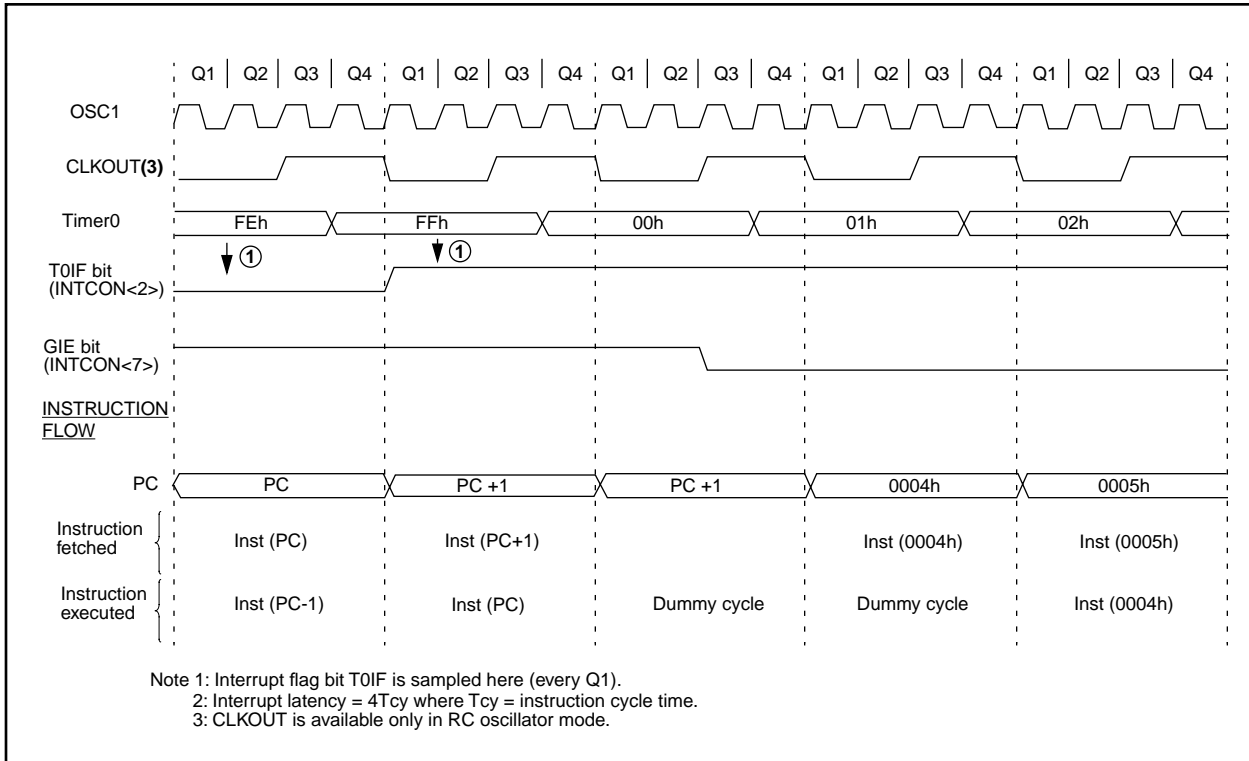 Q1 Q2 Q3 Q4 Q1 Q2 Q3 Q4 Q1 Q2 Q3 Q4 Q1 Q2 Q3 Q4 Q1 Q2 Q3 Q4
OSC1
CLKOUT(3)
Timer0 FEh FFh 00h 01h 02h
1 1
T0IF bit
(INTCON<2>)
GIE bit
(INTCON<7>)
INSTRUCTION
FLOW
PC PC PC +1 PC +1 0004h 0005h
Instruction
fetched
Inst (PC) Inst (PC+1) Inst (0004h) Inst (0005h)
Instruction
executed
Inst (PC-1) Inst (PC) Dummy cycle Dummy cycle Inst (0004h)
Note 1: Interrupt flag bit T0IF is sampled here (every Q1).
2: Interrupt latency = 4Tcy where Tcy = instruction cycle time.
3: CLKOUT is available only in RC oscillator mode.